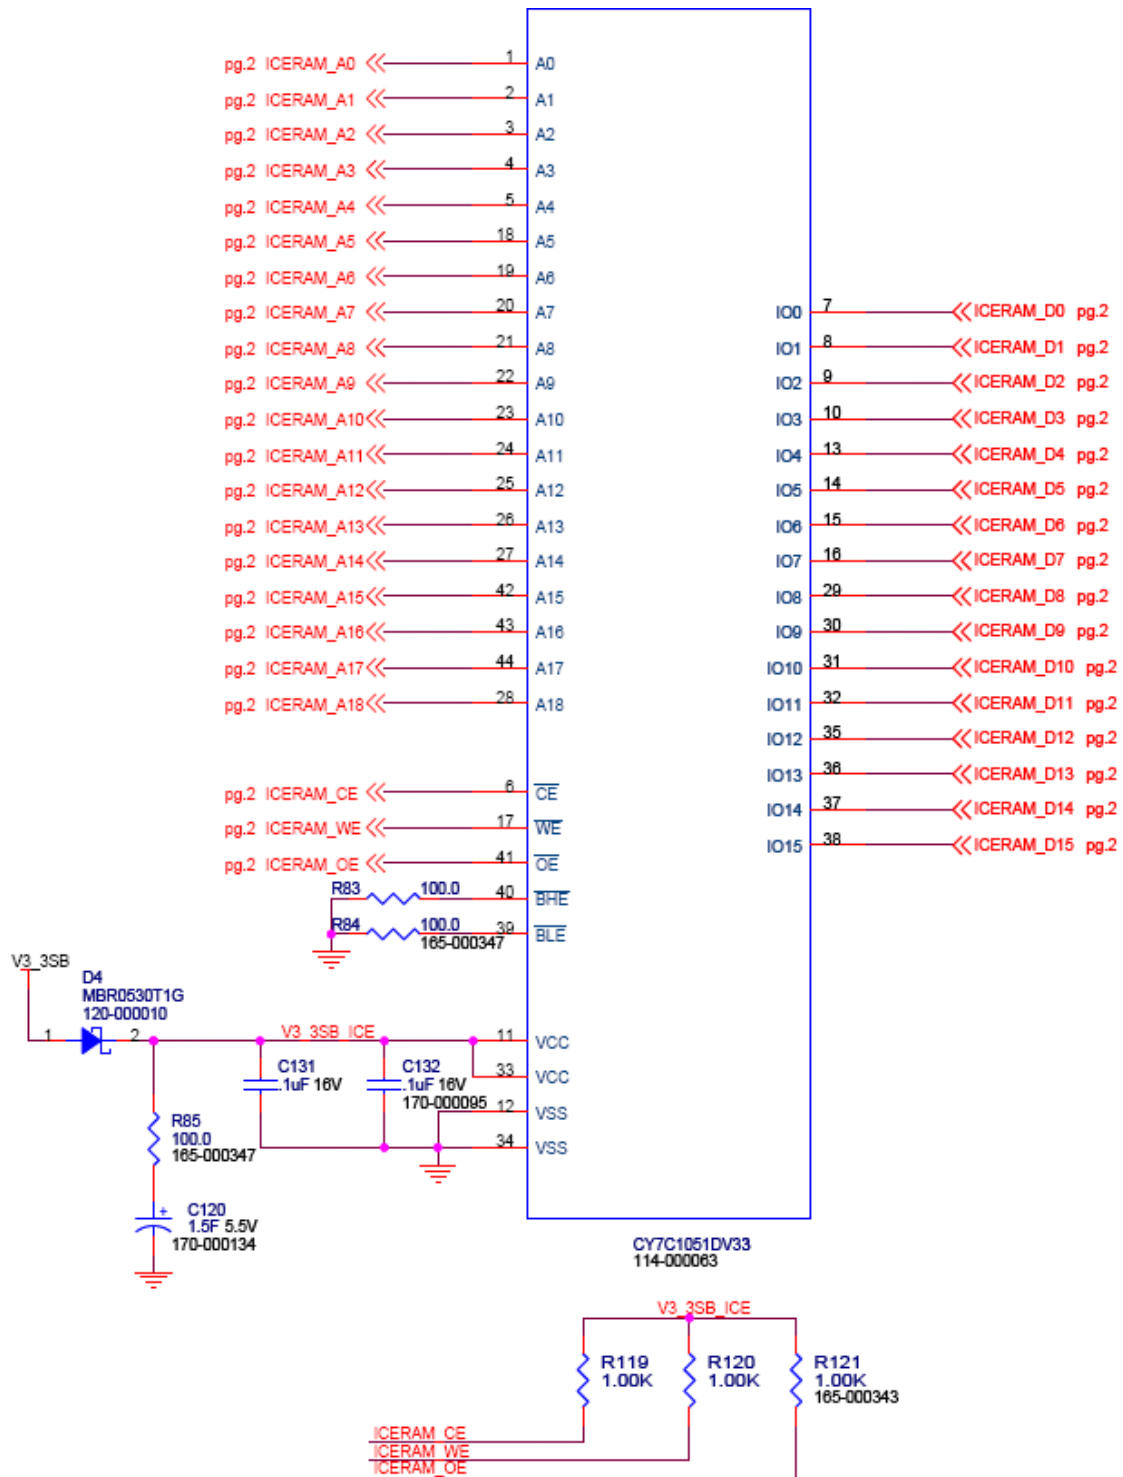 pg.2 ICERAM_A0 1 A0
pg.2 ICERAM_A1 2 A1
pg.2 ICERAM_A2 3 A2
pg.2 ICERAM_A3 4 A3
pg.2 ICERAM_A4 5 A4
pg.2 ICERAM_A5 18 A5
pg.2 ICERAM_A6 19 A6
pg.2 ICERAM_A7 20 A7 IO0 7 ICERAM_D0 pg.2
pg.2 ICERAM_A8 21 A8 IO1 8 ICERAM_D1 pg.2
pg.2 ICERAM_A9 22 A9 IO2 9 ICERAM_D2 pg.2
pg.2 ICERAM_A10 23 A10 IO3 10 ICERAM_D3 pg.2
pg.2 ICERAM_A11 24 A11 IO4 13 ICERAM_D4 pg.2
pg.2 ICERAM_A12 25 A12 IO5 14 ICERAM_D5 pg.2
pg.2 ICERAM_A13 26 A13 IO6 15 ICERAM_D6 pg.2
pg.2 ICERAM_A14 27 A14 IO7 16 ICERAM_D7 pg.2
pg.2 ICERAM_A15 42 A15 IO8 29 ICERAM_D8 pg.2
pg.2 ICERAM_A16 43 A16 IO9 30 ICERAM_D9 pg.2
pg.2 ICERAM_A17 44 A17 IO10 31 ICERAM_D10 pg.2
pg.2 ICERAM_A18 28 A18 IO11 32 ICERAM_D11 pg.2
IO12 35 ICERAM_D12 pg.2
IO13 36 ICERAM_D13 pg.2
pg.2 ICERAM_CE 6 CE
IO14 37 ICERAM_D14 pg.2
pg.2 ICERAM_WE 17 WE
IO15 38 ICERAM_D15 pg.2
pg.2 ICERAM_OE 41 OE
R83 100.0 40 BHE
R84 100.0 39 BLE
165-000347
V3_3SB
D4
MBR0530T1G
120-000010
1 2 V3_3SB_ICE 11 VCC
C131
.1uF 16V
C132
.1uF 16V
170-000095
33 VCC
12 VSS
34 VSS
R85
100.0
165-000347
+
C120
1.5F 5.5V
170-000134
CY7C1051DV33
114-000063
V3_3SB_ICE
R119
1.00K
R120
1.00K
R121
1.00K
165-000343
ICERAM_CE
ICERAM_WE
ICERAM_OE